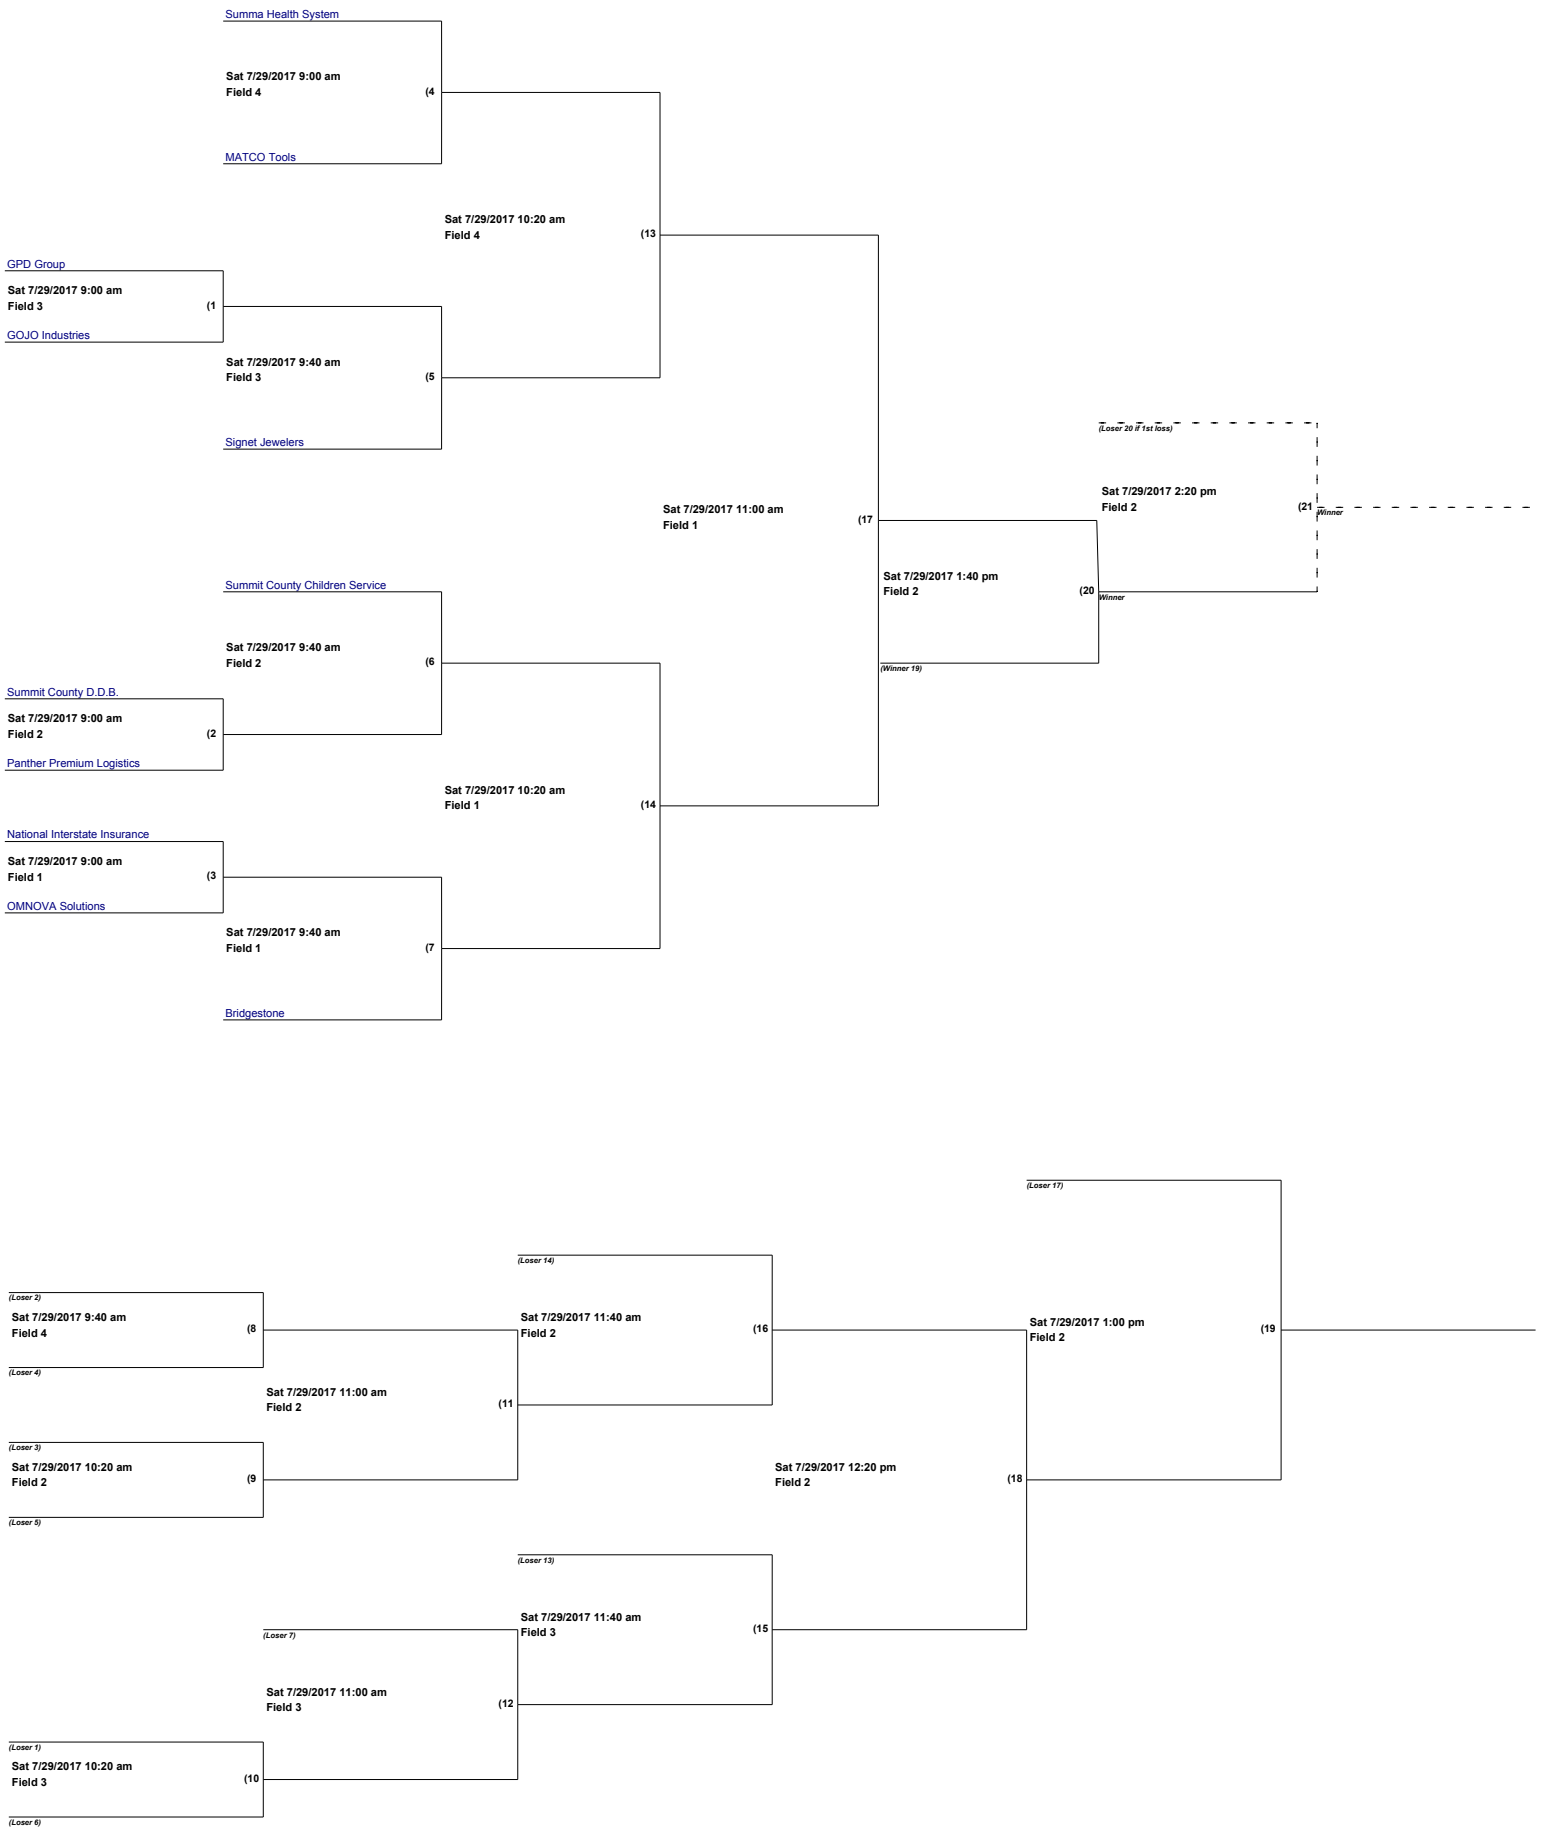 Summa Health System
Sat 7/29/2017 9:00 am
Field 4
(4
MATCO Tools
Sat 7/29/2017 10:20 am
Field 4
(13
GPD Group
Sat 7/29/2017 9:00 am
Field 3
(1
GOJO Industries
Sat 7/29/2017 9:40 am
Field 3
(5
Signet Jewelers
(Loser 20 if 1st loss)
Sat 7/29/2017 2:20 pm
Field 2
(21
Winner
Sat 7/29/2017 11:00 am
Field 1
(17
Summit County Children Service
Sat 7/29/2017 1:40 pm
Field 2
(20
Winner
Sat 7/29/2017 9:40 am
Field 2
(6
(Winner 19)
Summit County D.D.B.
Sat 7/29/2017 9:00 am
Field 2
(2
Panther Premium Logistics
Sat 7/29/2017 10:20 am
Field 1
(14
National Interstate Insurance
Sat 7/29/2017 9:00 am
Field 1
(3
OMNOVA Solutions
Sat 7/29/2017 9:40 am
Field 1
(7
Bridgestone
(Loser 17)
(Loser 14)
(Loser 2)
Sat 7/29/2017 9:40 am
Field 4
(8
Sat 7/29/2017 11:40 am
Field 2
(16
Sat 7/29/2017 1:00 pm
Field 2
(19
(Loser 4)
Sat 7/29/2017 11:00 am
Field 2
(11
(Loser 3)
Sat 7/29/2017 10:20 am
Field 2
(9
Sat 7/29/2017 12:20 pm
Field 2
(18
(Loser 5)
(Loser 13)
Sat 7/29/2017 11:40 am
Field 3
(15
(Loser 7)
Sat 7/29/2017 11:00 am
Field 3
(12
(Loser 1)
Sat 7/29/2017 10:20 am
Field 3
(10
(Loser 6)